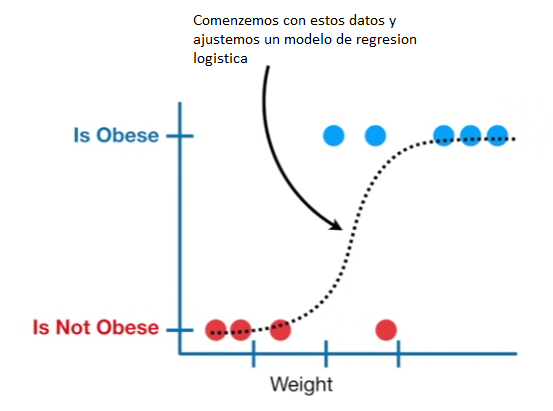 Comenzemos con estos datos y
ajustemos un modelo de regresion
logistica
Is Obese
Is Not Obese
Weight